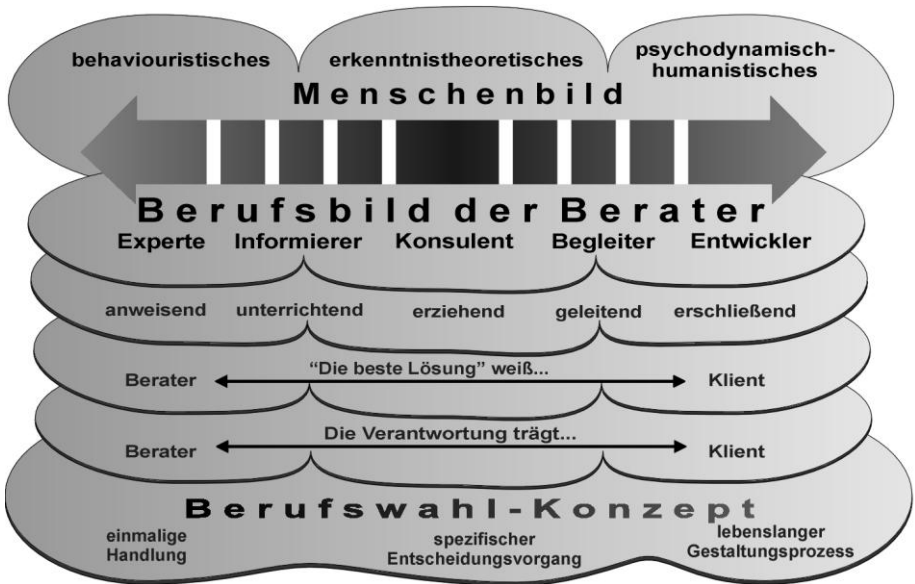 behaviouristisches erkenntnistheoretisches psychodynamisch-
humanistisches
Menschenbild
Berufsbild der Berater
Experte Informierer Konsulent Begleiter Entwickler
anweisend unterrichtend erziehend geleitend erschließend
“Die beste Lösung” weiß...
Berater Klient
Die Verantwortung trägt...
Berater Klient
Berufswahl-Konzept
einmalige
Handlung
spezifischer
Entscheidungsvorgang
lebenslanger
Gestaltungsprozess